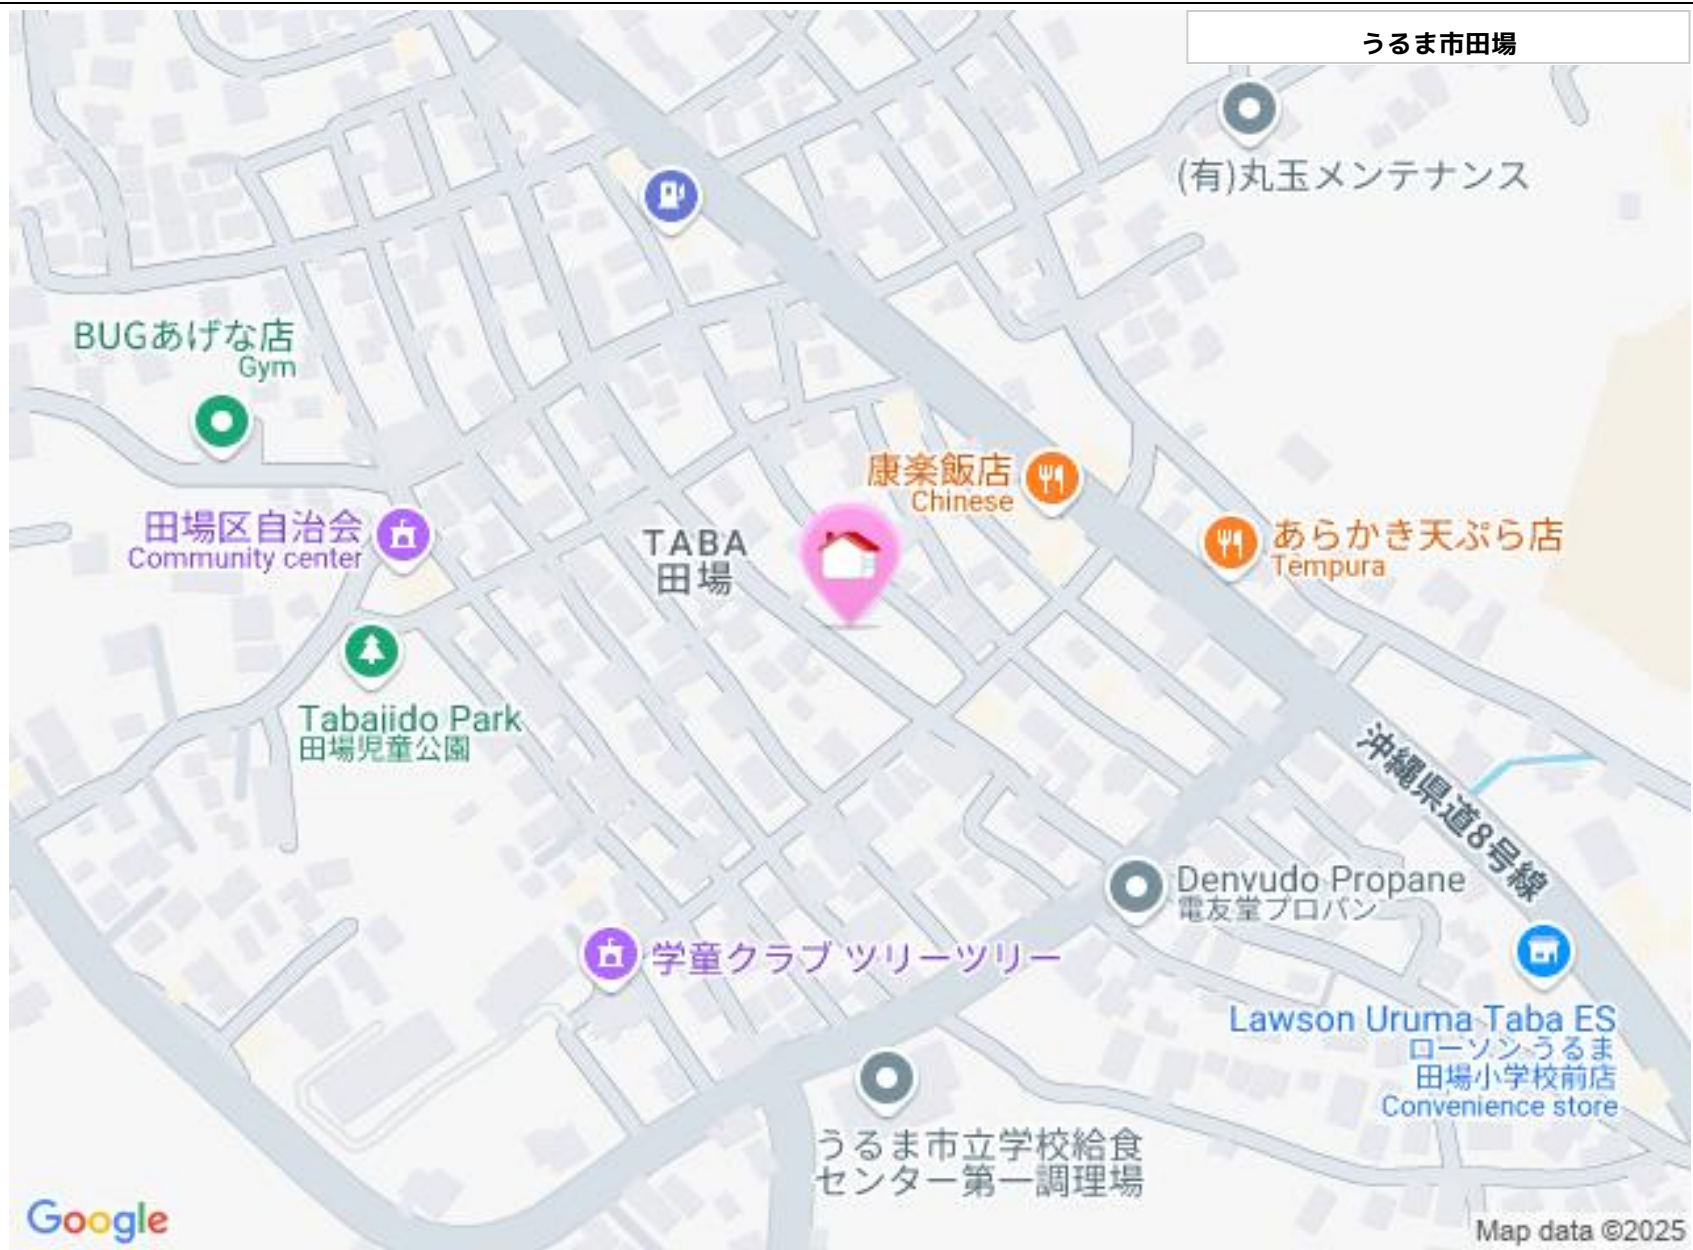 うるま市田場
(有)丸玉メンテナンス
BUGあげな店
Gym
康楽飯店
Chinese
田場区自治会
Community center
TABA
田場
あらかき天ぷら店
Tempura
Tabajido Park
田場児童公園
沖縄県道8号線
Denyudo Propane
電友堂プロパン
学童クラブ ツリーツリー
Lawson Uruma Taba ES
ローソン うるま
田場小学校前店
Convenience store
うるま市立学校給食
センター第一調理場
Google
Map data ©2025